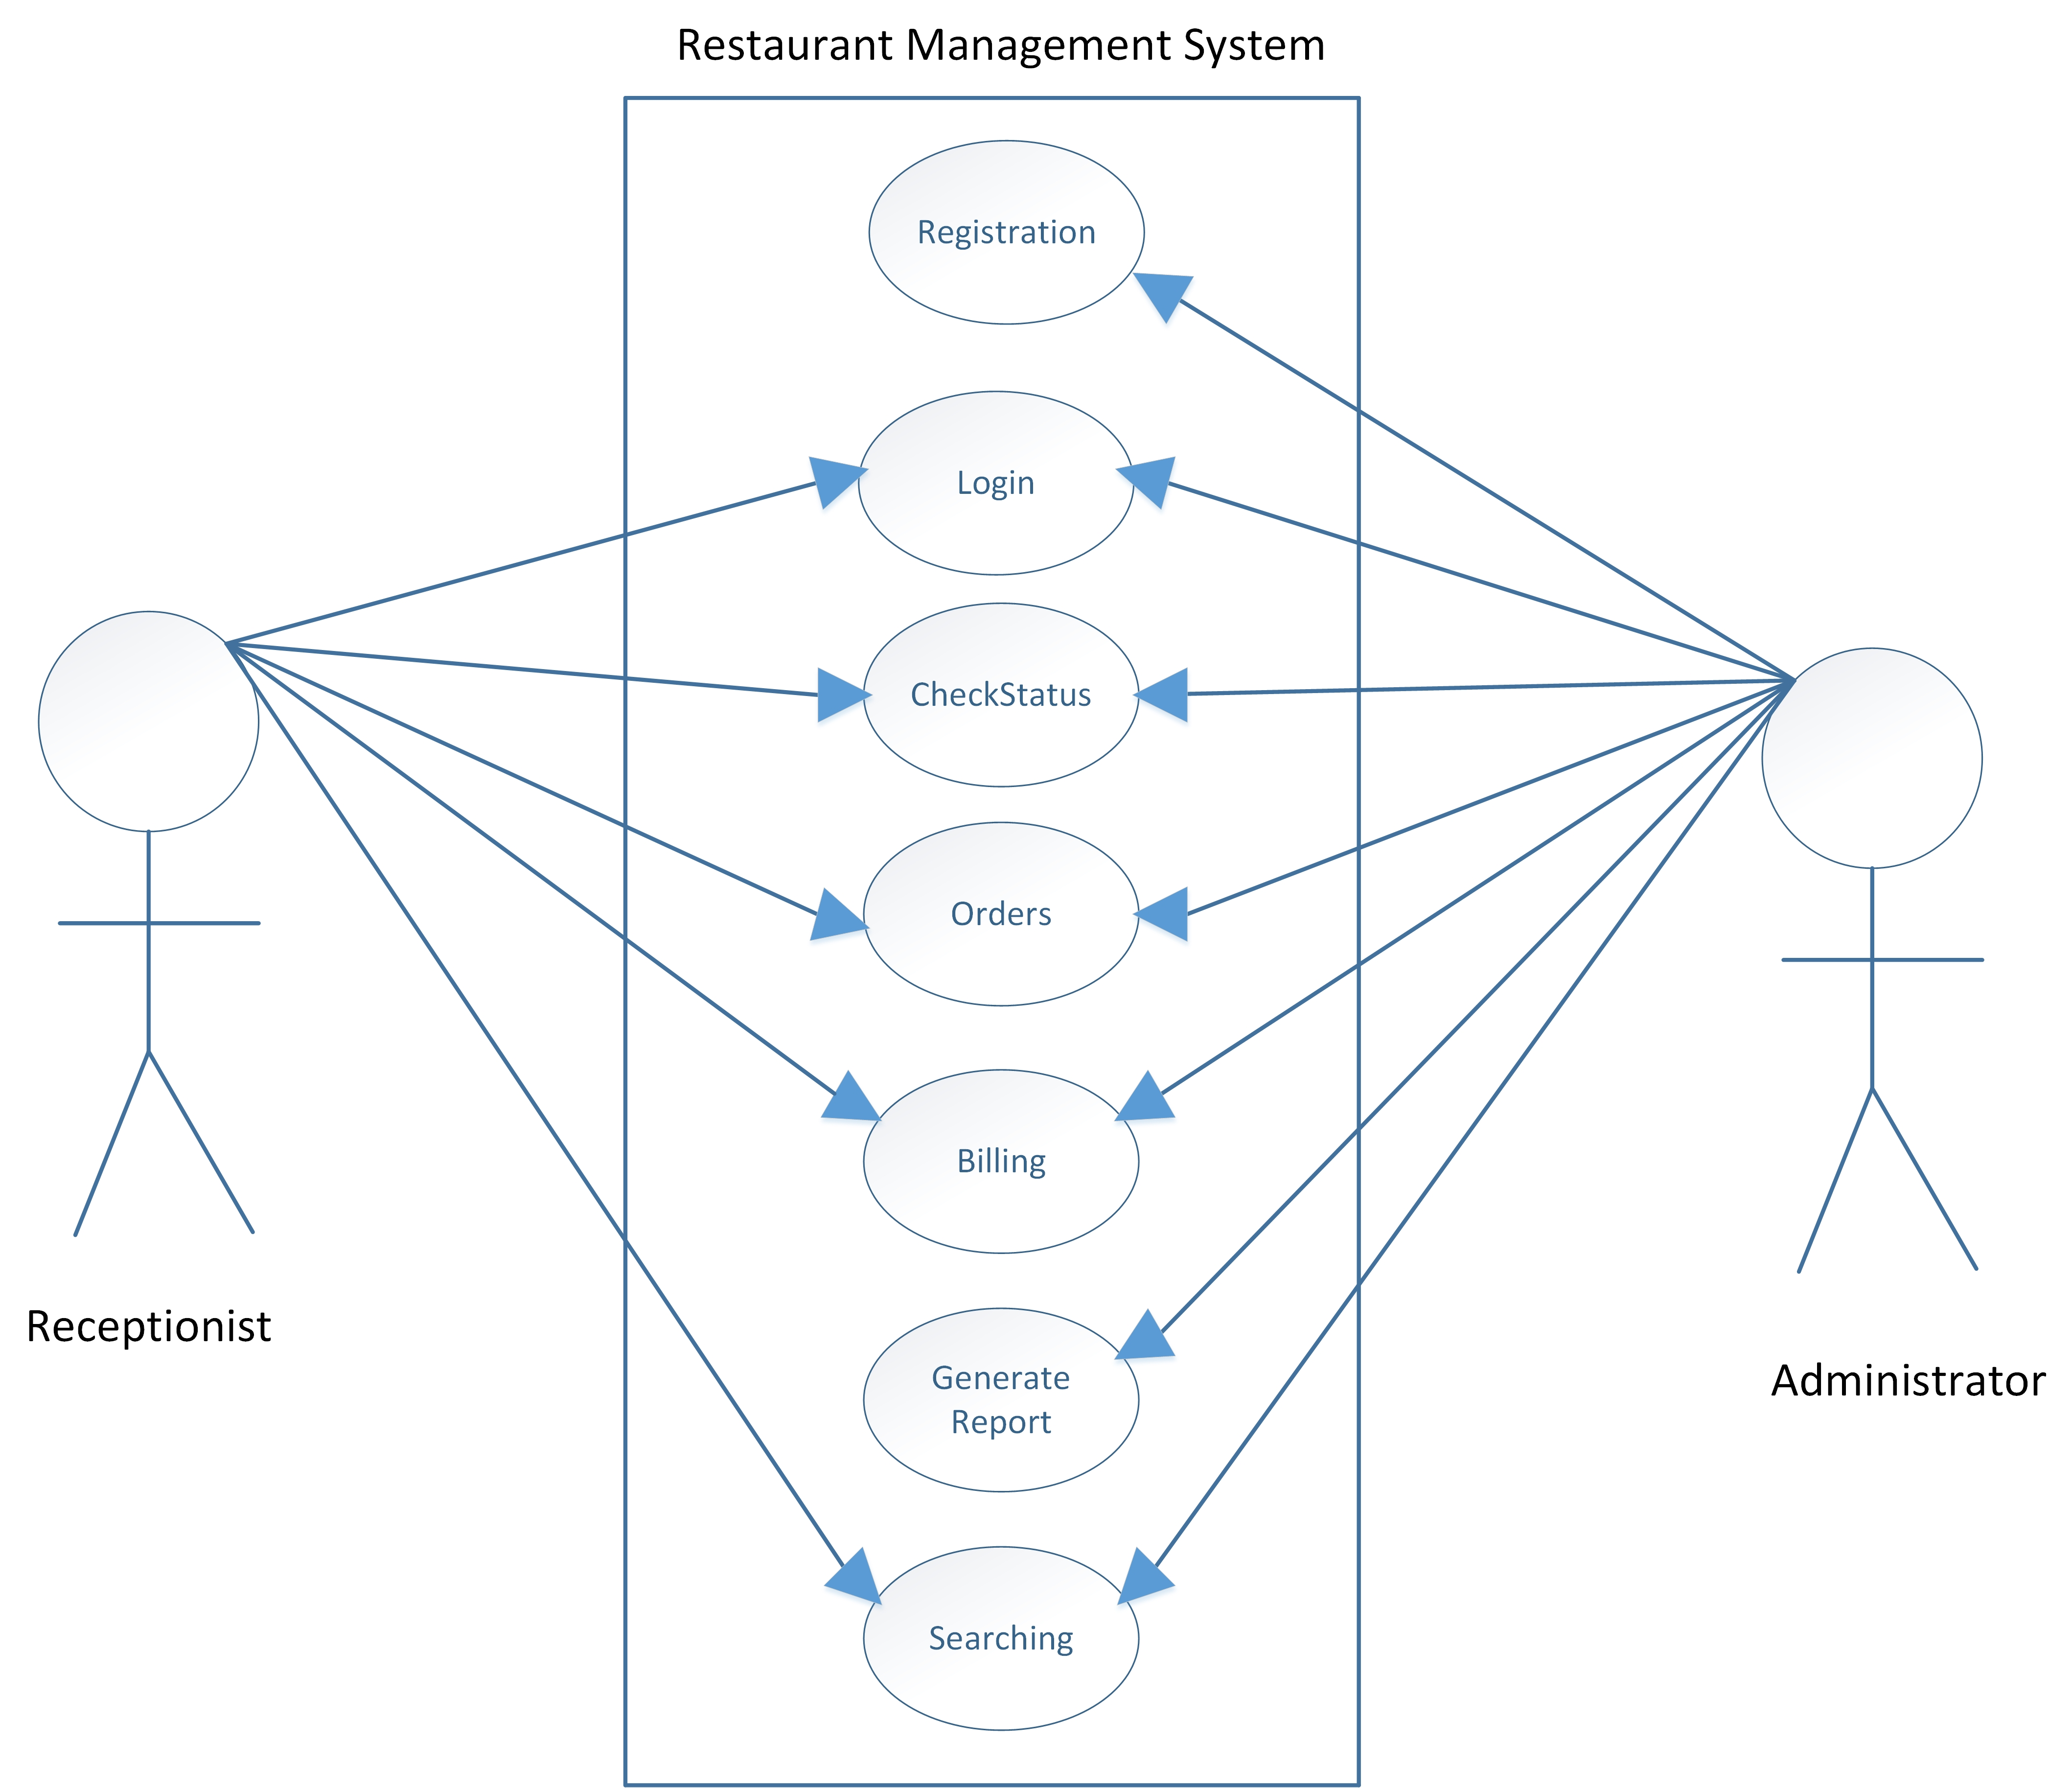 Restaurant Management System
Registration
Login
CheckStatus
Orders
Billing
Receptionist
Generate
Report
Administrator
Searching